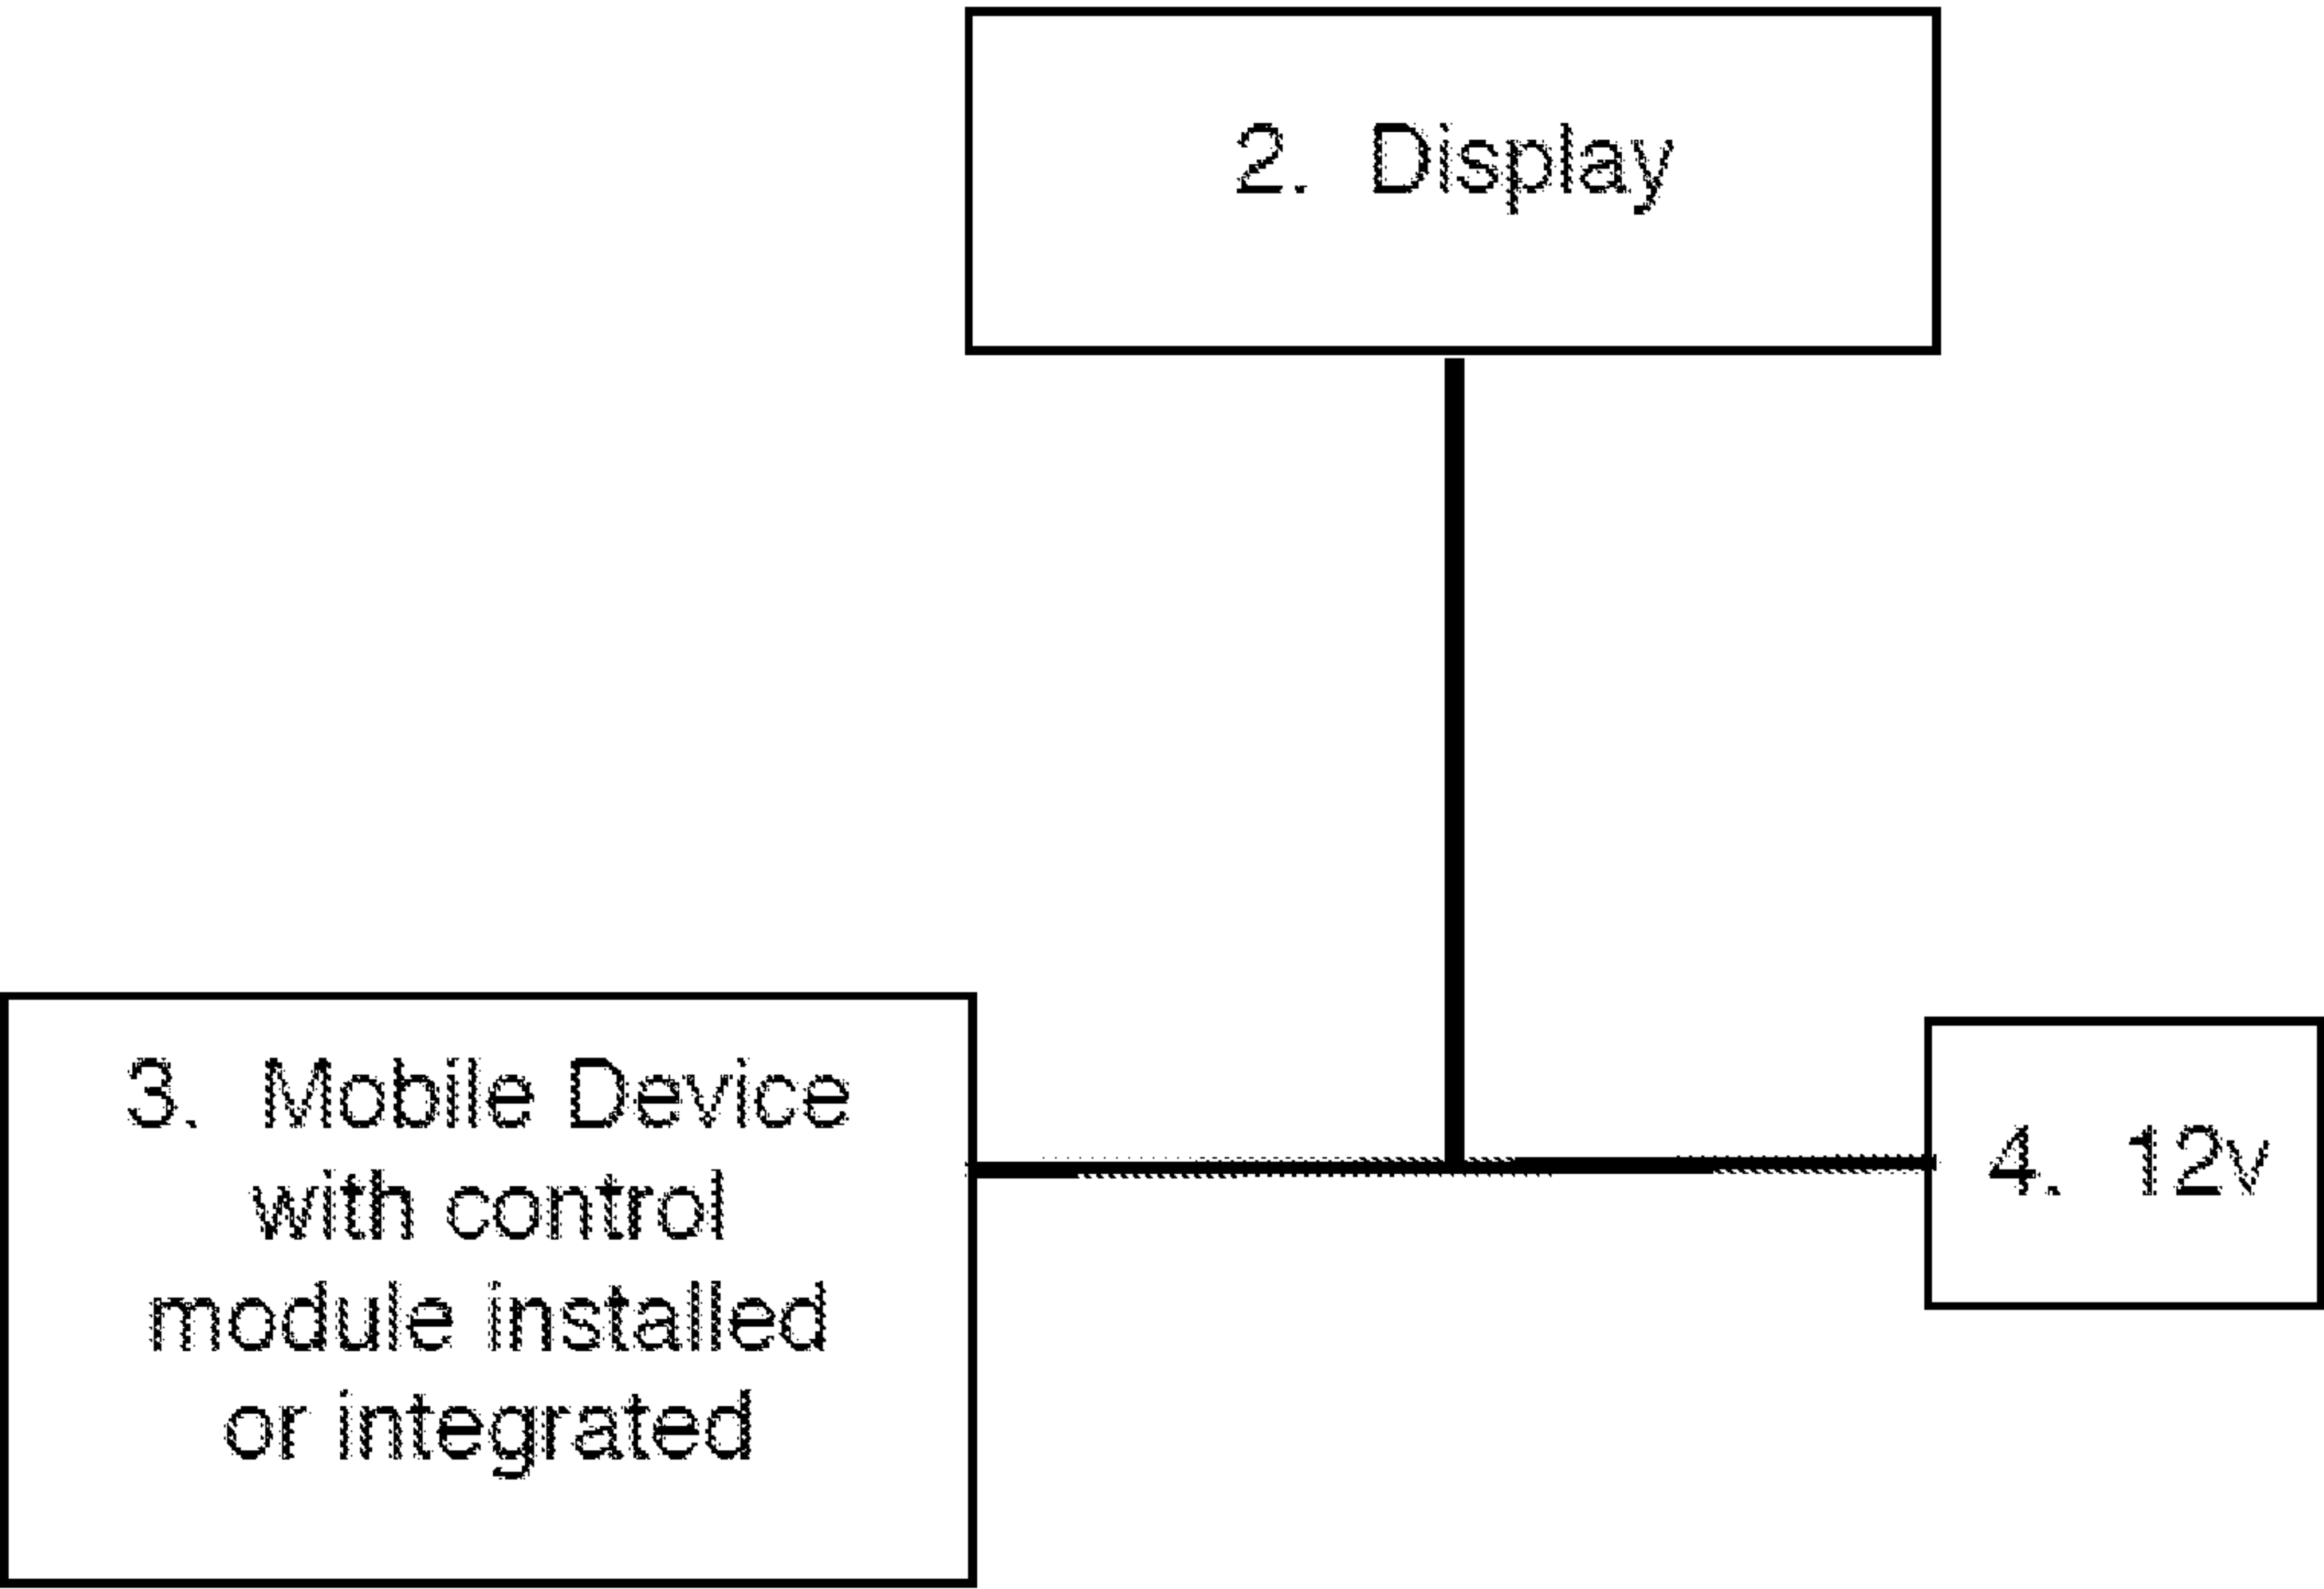 2. Display
3. Mobile Device
with control
module installed
or integrated
4. 12v